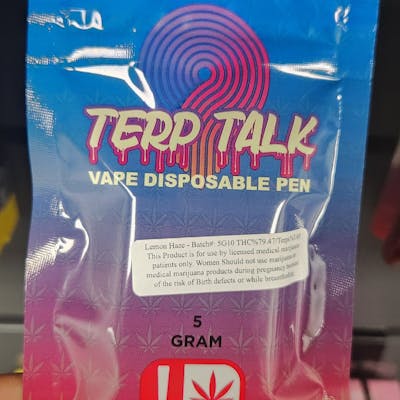 TERP TALK
VAPE DISPOSABLE PEN
Lemon Haze - Batch#: 5G10 THC%79.47/Terp%
This Product is for use by licensed medical marijuana
patients only. Women Should not use marijuana or
medical marijuana products during pregnancy because
of the risk of Birth defects or while breastfeeding.
5
GRAM